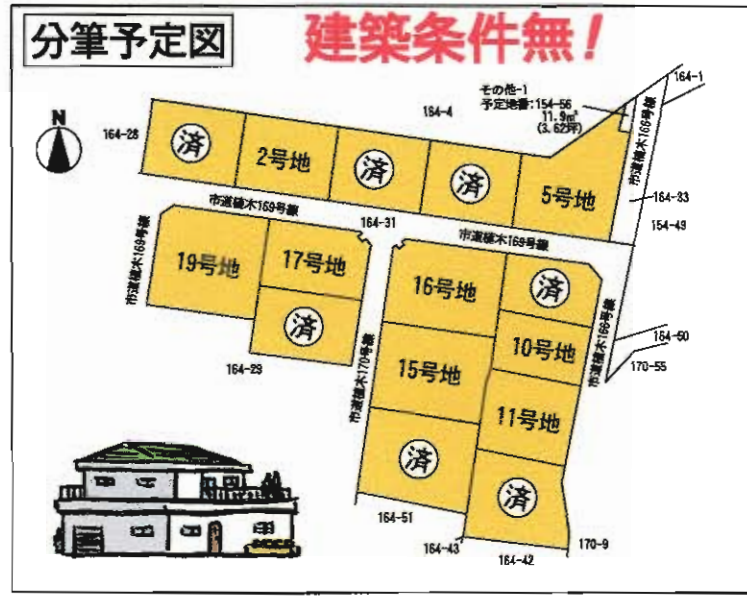 分筆予定図
建築条件無!
N
164-1
その他-1
予定地番:154-56
11.9㎡
(3.62坪)
164-4
164-28
済
2号地
済
済
5号地
市道植木166号線
164-33
154-49
市道植木169号線
164-31
市道植木169号線
市道植木169号線
19号地
17号地
済
16号地
済
10号地
市道植木166号線
164-50
170-55
164-29
市道植木170号線
15号地
11号地
済
済
164-51
164-43
164-42
170-9